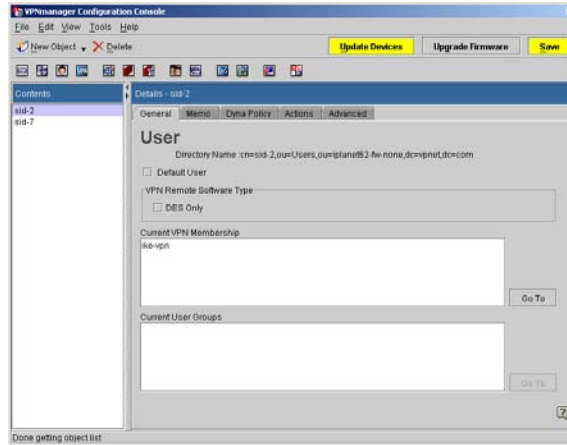 VPNmanager Configuration Console
File Edit View Tools Help
New Object Delete Update Devices Upgrade Firmware Save
Contents
sid-2
sid-7
Details - sid-2
General Memo Dyna Policy Actions Advanced
User
Directory Name :cn=sid-2,ou=Users,ou=iplanet62-fw-none,dc=vpnet,dc=com
Default User
VPN Remote Software Type
DES Only
Current VPN Membership
ike-vpn
Go To
Current User Groups
Go To
?
Done getting object list